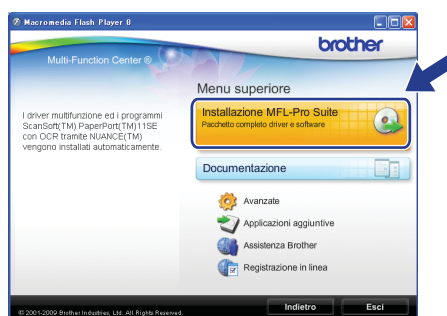 Macromedia Flash Player 8
brother
Multi-Function Center ®
Menu superiore
I driver multifunzione ed i programmi
ScanSoft(TM) PaperPort(TM)11SE
con OCR tramite NUANCE(TM)
vengono installati automaticamente.
Installazione MFL-Pro Suite
Pacchetto completo driver e software
Documentazione
Avanzate
Applicazioni aggiuntive
Assistenza Brother
Registrazione in linea
© 2001-2009 Brother Industries, Ltd. All Rights Reserved.
Indietro
Esci